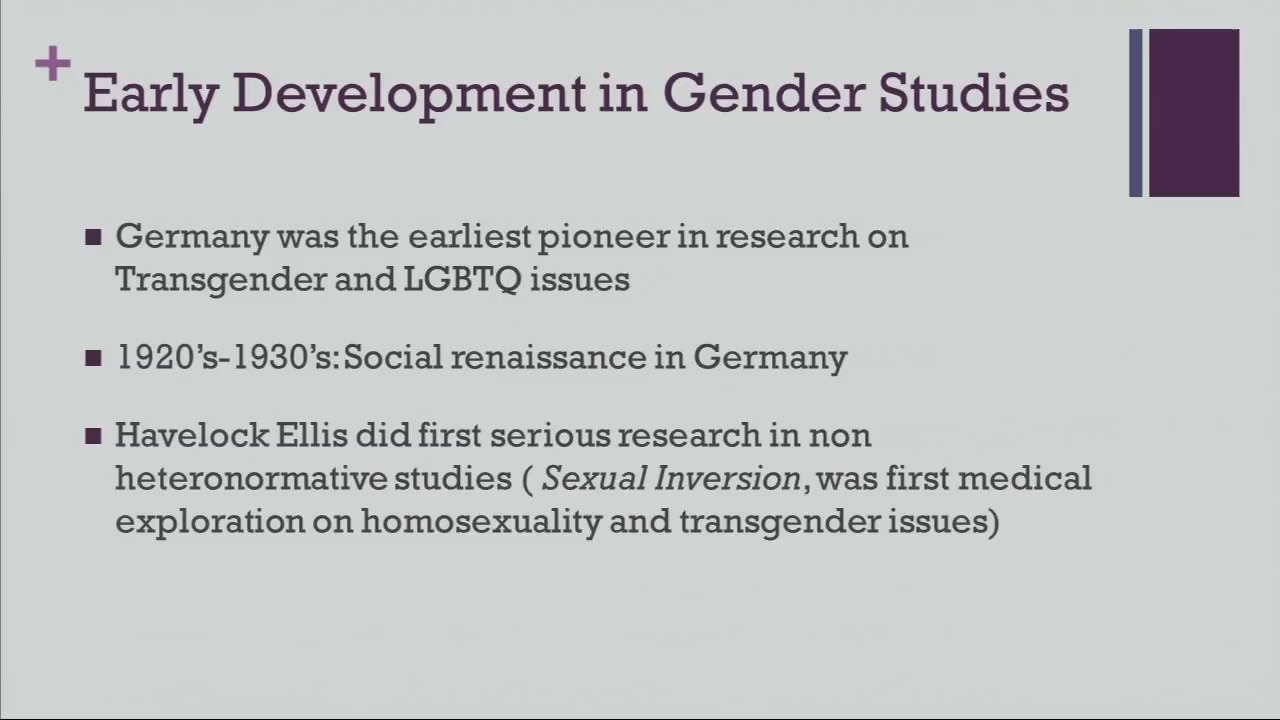 +
Early Development in Gender Studies
■ Germany was the earliest pioneer in research on
Transgender and LGBTQ issues
■ 1920's-1930's: Social renaissance in Germany
■ Havelock Ellis did first serious research in non
heteronormative studies ( Sexual Inversion, was first medical
exploration on homosexuality and transgender issues)